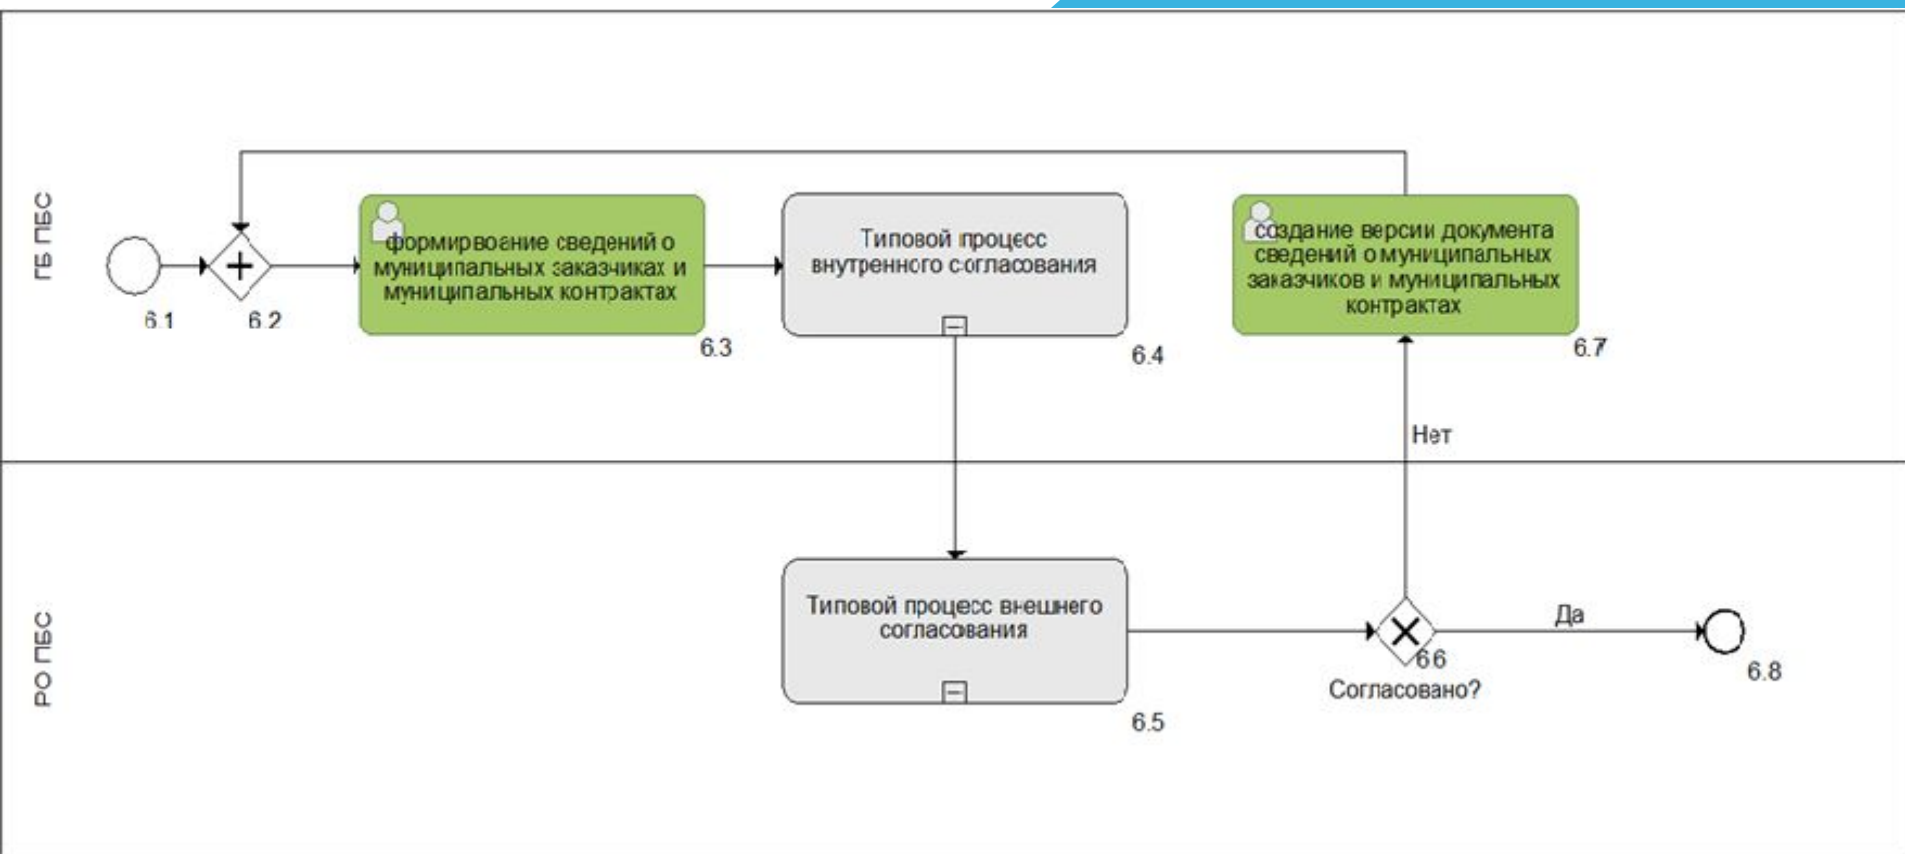 ГБ ПБС
6.1
6.2
формирвоание сведений о
муниципальных заказчиках и
муниципальных контрактах
6.3
Типовой процесс
внутренного согласования
6.4
создание версии документа
сведений о муниципальных
заказчиков и муниципальных
контрактах
6.7
Нет
РО ПБС
Типовой процесс внешнего
согласования
6.5
6.6
Согласовано?
Да
6.8